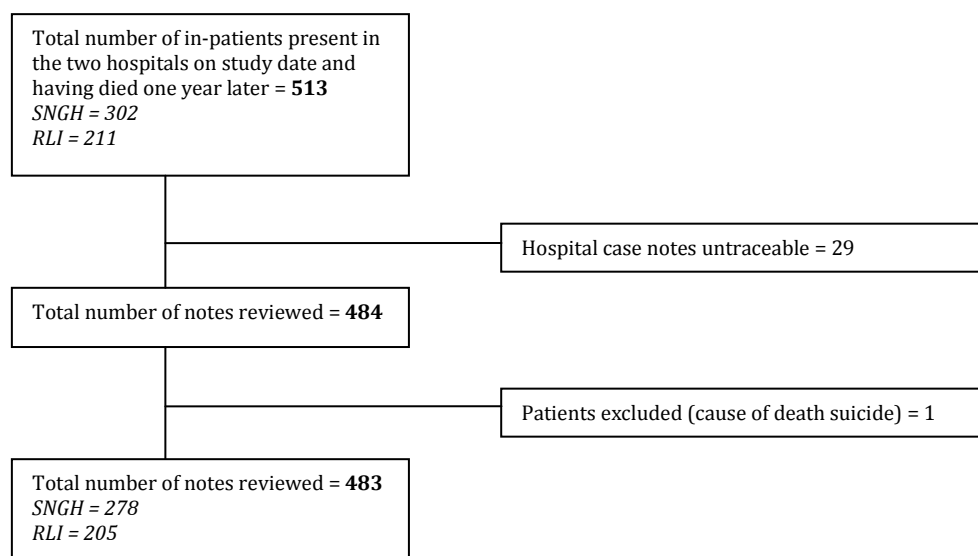 Total number of in-patients present in
the two hospitals on study date and
having died one year later = 513
SNGH = 302
RLI = 211
Hospital case notes untraceable = 29
Total number of notes reviewed = 484
Patients excluded (cause of death suicide) = 1
Total number of notes reviewed = 483
SNGH = 278
RLI = 205